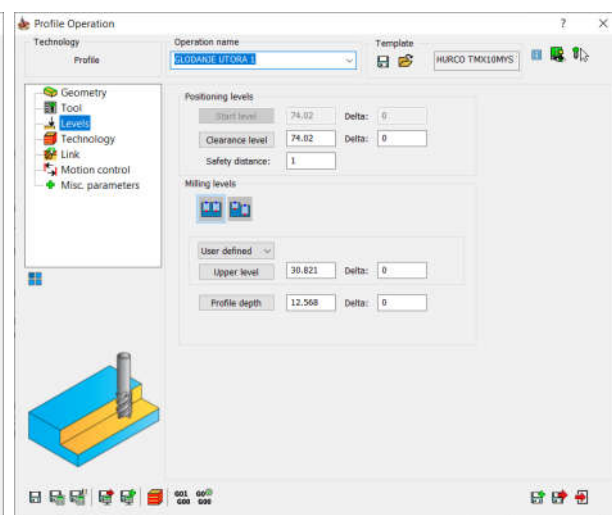 Profile Operation
? ×
Technology
Profile
Operation name
GLODANJE UTORA 1
Template
HURCO TMX10MYS
Geometry
Tool
Levels
Technology
Link
Motion control
Misc. parameters
Positioning levels
Start level 74.02 Delta: 0
Clearance level 74.02 Delta: 0
Safety distance: 1
Milling levels
User defined
Upper level 30.821 Delta: 0
Profile depth 12.568 Delta: 0
G01 G00
G00 G00